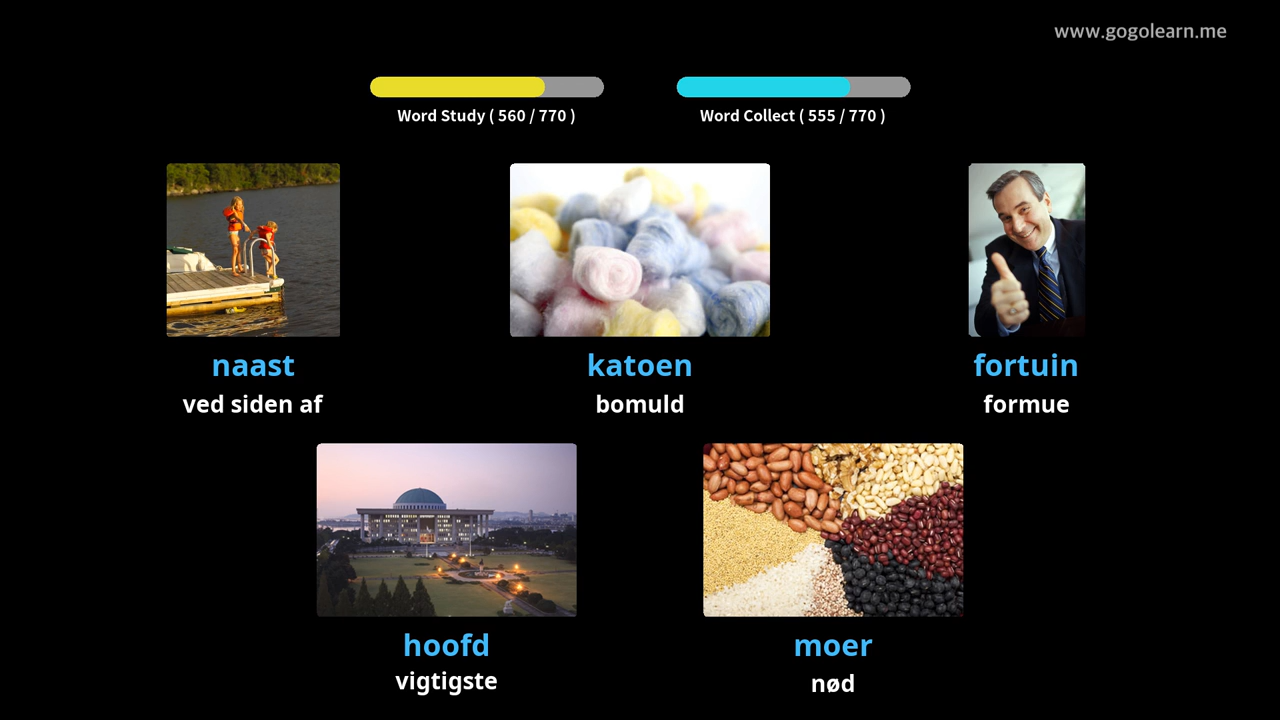 www.gogolearn.me
Word Study ( 560 / 770 )
Word Collect ( 555 / 770 )
naast
ved siden af
katoen
bomuld
fortuin
formue
hoofd
vigtigste
moer
nød